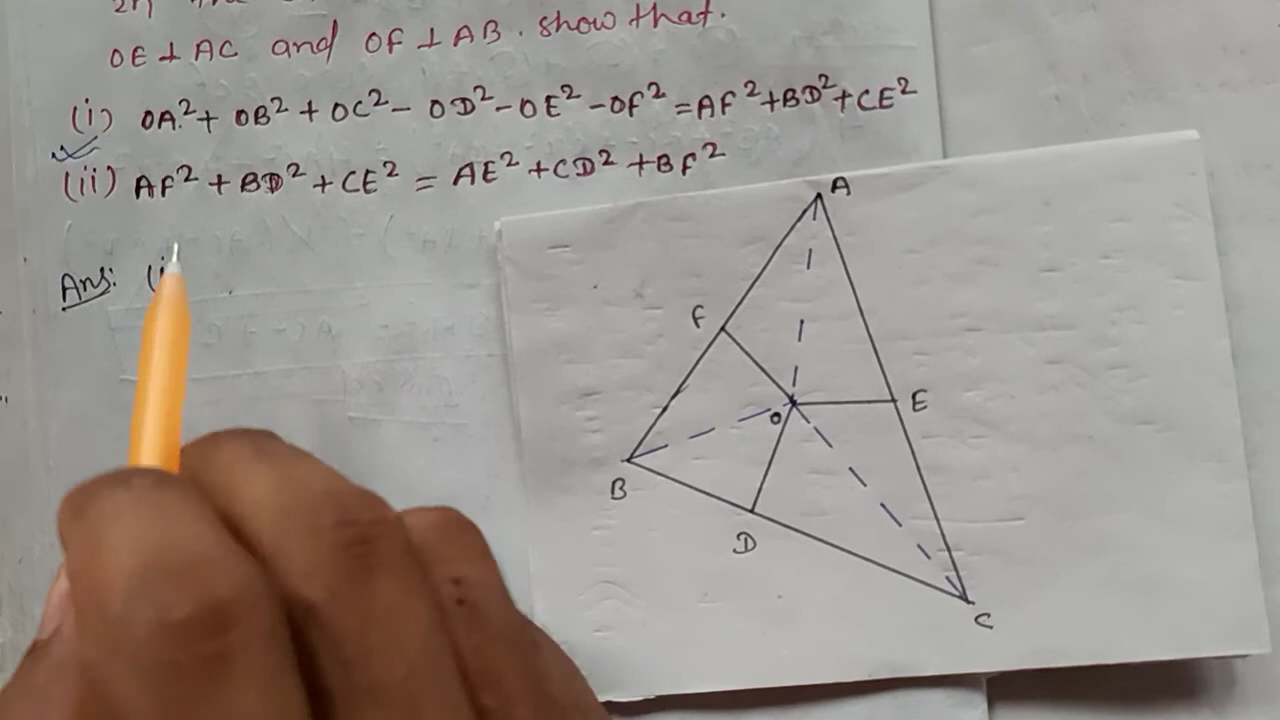 OE ⊥ AC and OF ⊥ AB. show that.
(i) OA² + OB² + OC² - OD² - OE² - OF² = AF² + BD² + CE²
(ii) AF² + BD² + CE² = AE² + CD² + BF²
Ans: (i
A
F
E
O
B
D
C